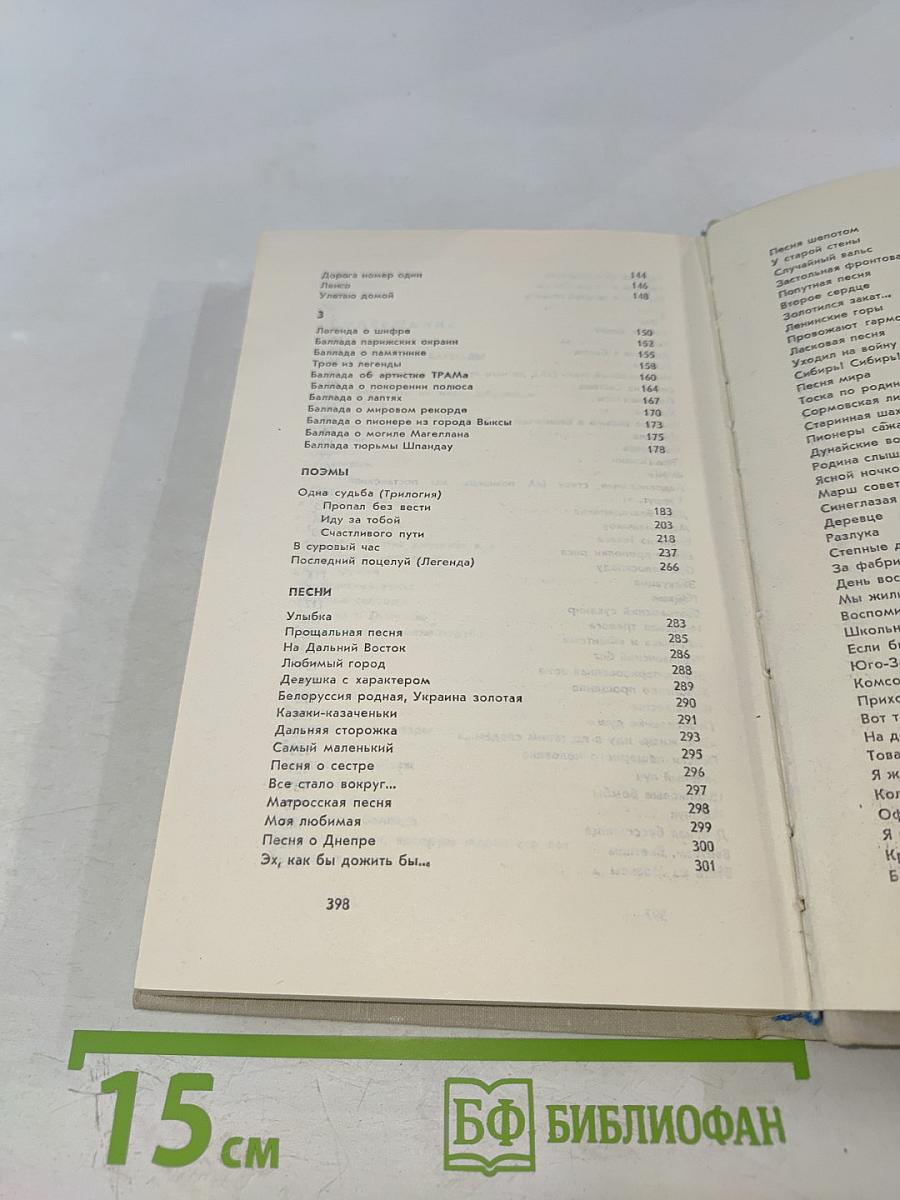 Дорога номер один 144
Ленсо 146
Улетаю домой 148
3
Легенда о шифре 150
Баллада парижских окраин 152
Баллада о памятнике 155
Трое из легенды 158
Баллада об артистке ТРАМа 160
Баллада о покорении полюса 164
Баллада о лаптях 167
Баллада о мировом рекорде 170
Баллада о пионере из города Выксы 173
Баллада о могиле Магеллана 175
Баллада тюрьмы Шпандау 178
ПОЭМЫ
Одна судьба (Трилогия)
Пропал без вести 183
Иду за тобой 203
Счастливого пути 218
В суровый час 237
Последний поцелуй (Легенда) 266
ПЕСНИ
Улыбка 283
Прощальная песня 285
На Дальний Восток 286
Любимый город 288
Девушка с характером 289
Белоруссия родная, Украина золотая 290
Казаки-казаченьки 291
Дальняя сторожка 293
Самый маленький 295
Песня о сестре 296
Все стало вокруг... 297
Матросская песня 298
Моя любимая 299
Песня о Днепре 300
Эх, как бы дожить бы... 301
398
Песня шепотом
У старой стены
Случайный вальс
Застольная фронтова
Попутная песня
Второе сердце
Золотился закат...
Ленинские горы
Провожают гармо
Ласковая песня
Уходил на войну
Сибирь! Сибирь!
Песня мира
Тоска по родин
Сормовская ли
Старинная шах
Пионеры сажа
Дунайские во
Родина слыш
Ясной ночко
Марш совет
Синеглазая
Деревце
Разлука
Степные д
За фабри
День вос
Мы жил
Воспоми
Школьн
Если б
Юго-З
Комсо
Прихо
Вот т
На д
Това
Я ж
Кол
Оф
Я
Кр
Б
15 см
БФ БИБЛИОФАН